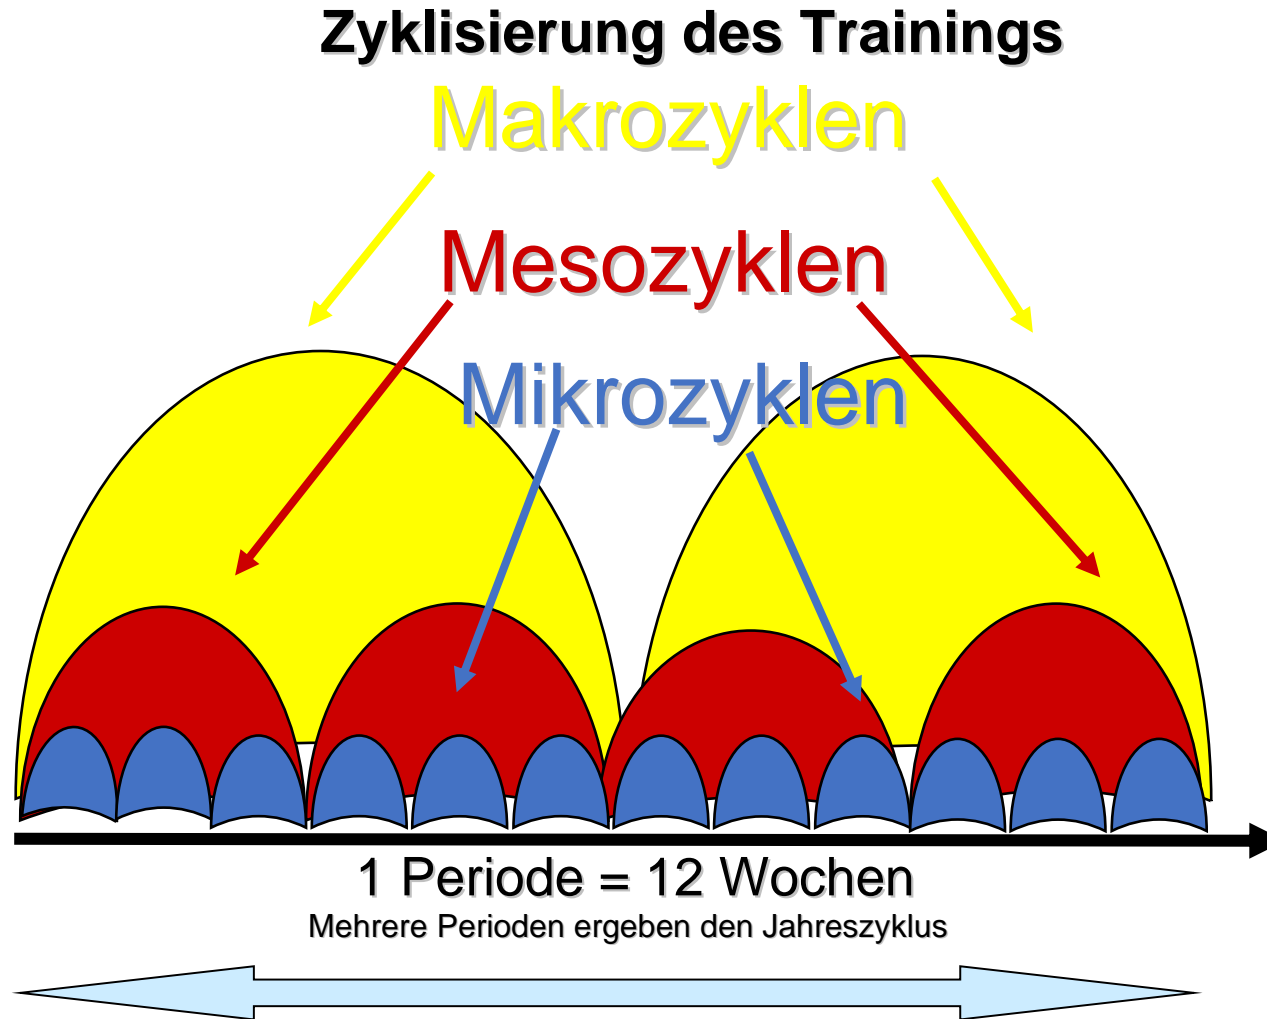 Zyklisierung des Trainings
Makrozyklen
Mesozyklen
Mikrozyklen
1 Periode = 12 Wochen
Mehrere Perioden ergeben den Jahreszyklus